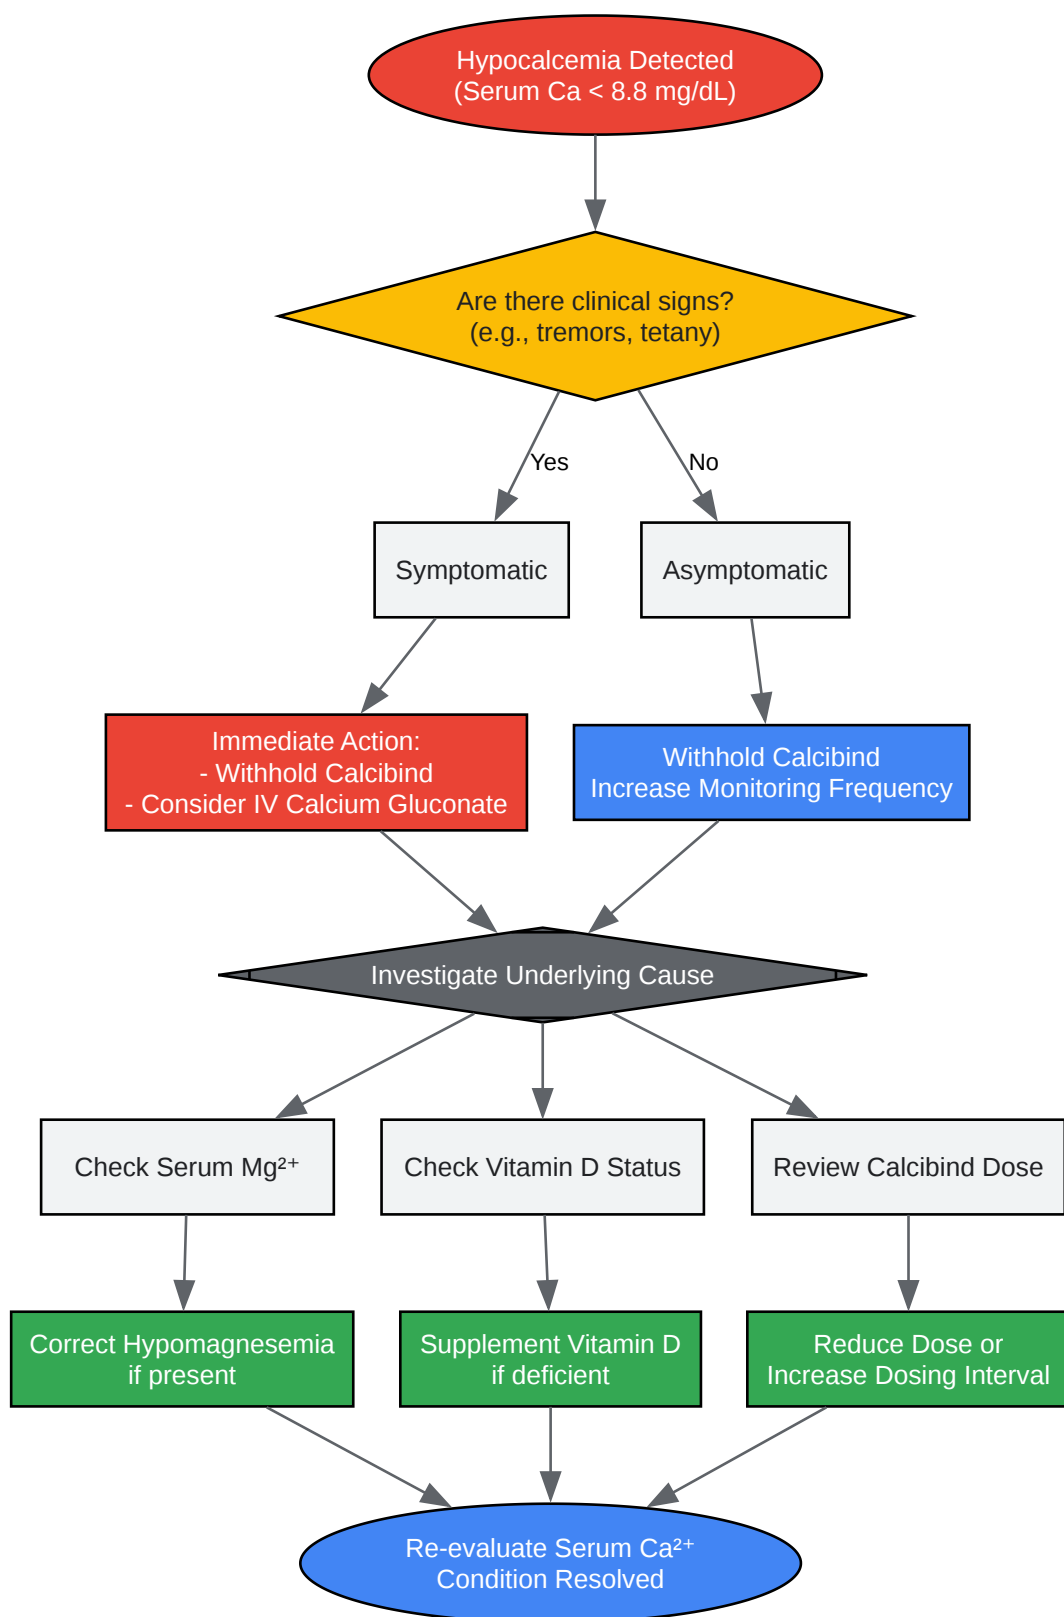 Hypocalcemia Detected
(Serum Ca < 8.8 mg/dL)
Are there clinical signs?
(e.g., tremors, tetany)
Yes
No
Symptomatic
Asymptomatic
Immediate Action:
- Withhold Calcibind
- Consider IV Calcium Gluconate
Withhold Calcibind
Increase Monitoring Frequency
Investigate Underlying Cause
Check Serum Mg²⁺
Check Vitamin D Status
Review Calcibind Dose
Correct Hypomagnesemia
if present
Supplement Vitamin D
if deficient
Reduce Dose or
Increase Dosing Interval
Re-evaluate Serum Ca²⁺
Condition Resolved